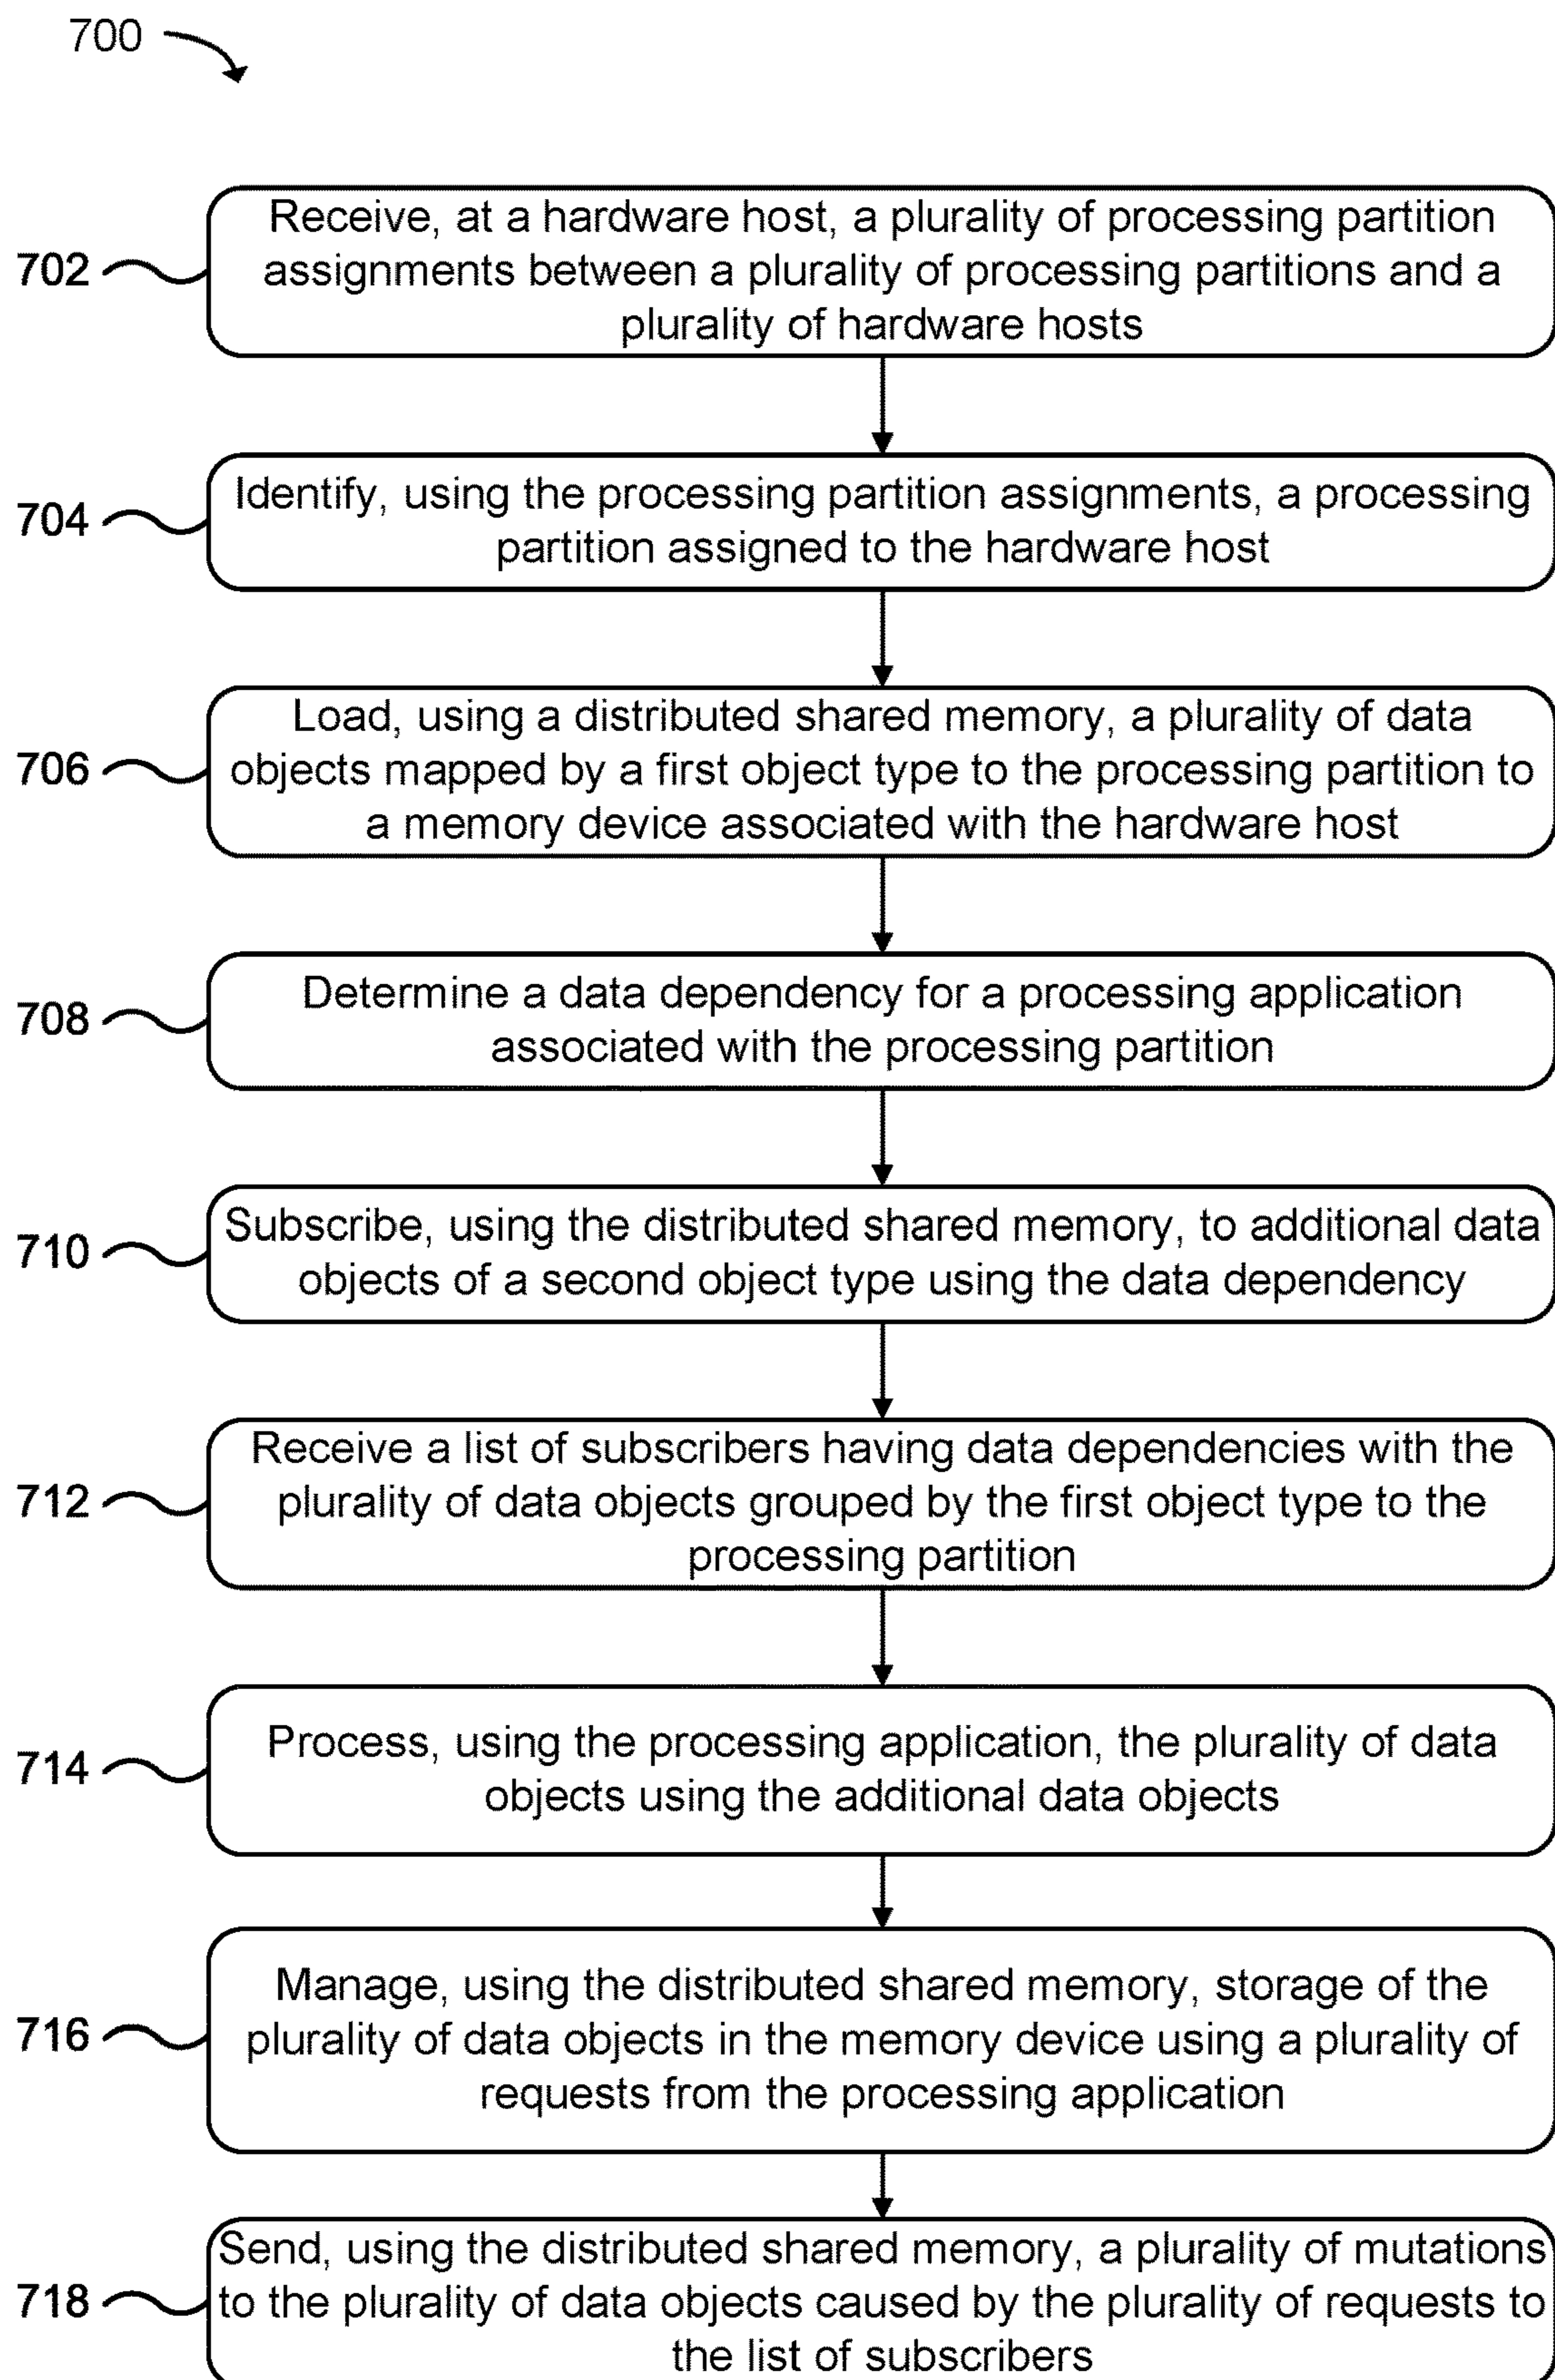 700
702
Receive, at a hardware host, a plurality of processing partition
assignments between a plurality of processing partitions and a
plurality of hardware hosts
704
Identify, using the processing partition assignments, a processing
partition assigned to the hardware host
706
Load, using a distributed shared memory, a plurality of data
objects mapped by a first object type to the processing partition to
a memory device associated with the hardware host
708
Determine a data dependency for a processing application
associated with the processing partition
710
Subscribe, using the distributed shared memory, to additional data
objects of a second object type using the data dependency
712
Receive a list of subscribers having data dependencies with the
plurality of data objects grouped by the first object type to the
processing partition
714
Process, using the processing application, the plurality of data
objects using the additional data objects
716
Manage, using the distributed shared memory, storage of the
plurality of data objects in the memory device using a plurality of
requests from the processing application
718
Send, using the distributed shared memory, a plurality of mutations
to the plurality of data objects caused by the plurality of requests to
the list of subscribers